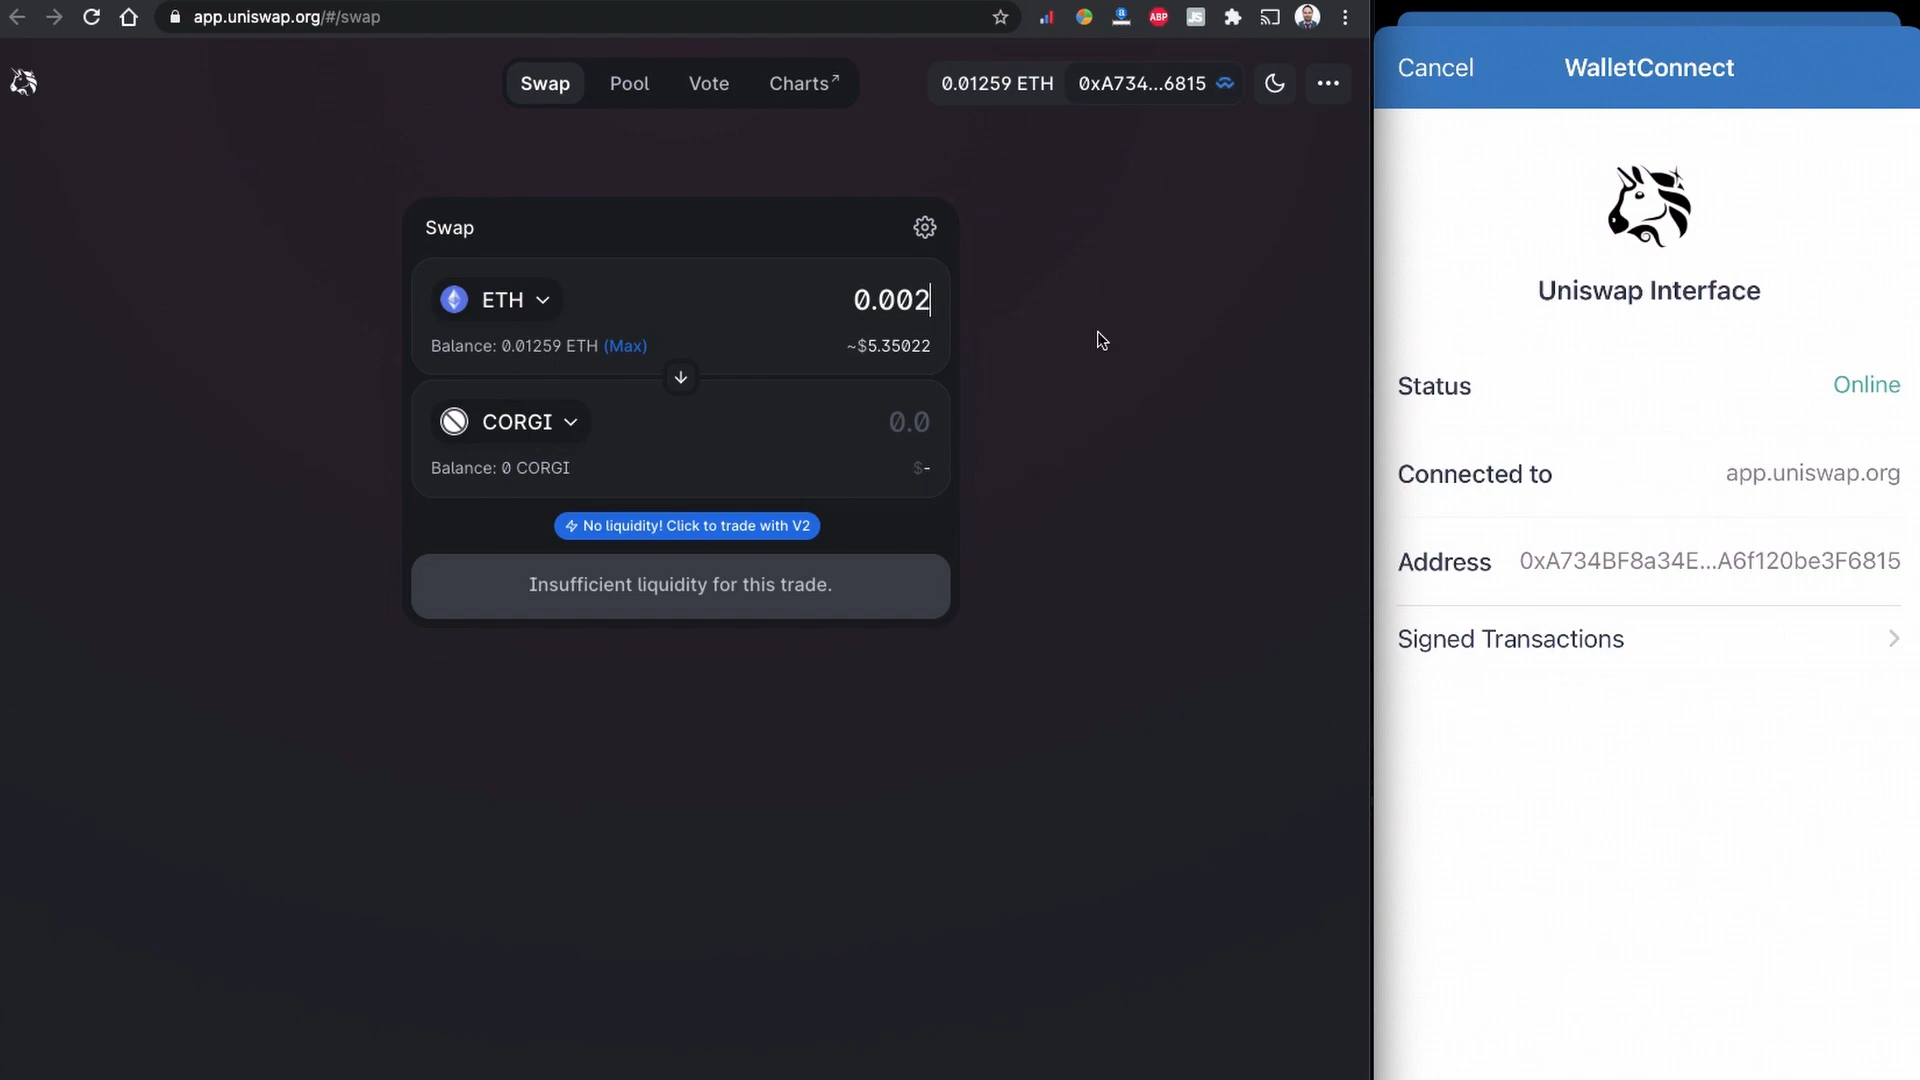 app.uniswap.org/#/swap
a
ABP
JS
Swap
Pool
Vote
Charts↗
0.01259 ETH
0xA734...6815
Swap
ETH
0.002
Balance: 0.01259 ETH (Max)
~$5.35022
CORGI
0.0
Balance: 0 CORGI
$-
No liquidity! Click to trade with V2
Insufficient liquidity for this trade.
Cancel
WalletConnect
Uniswap Interface
Status
Online
Connected to
app.uniswap.org
Address
0xA734BF8a34E...A6f120be3F6815
Signed Transactions